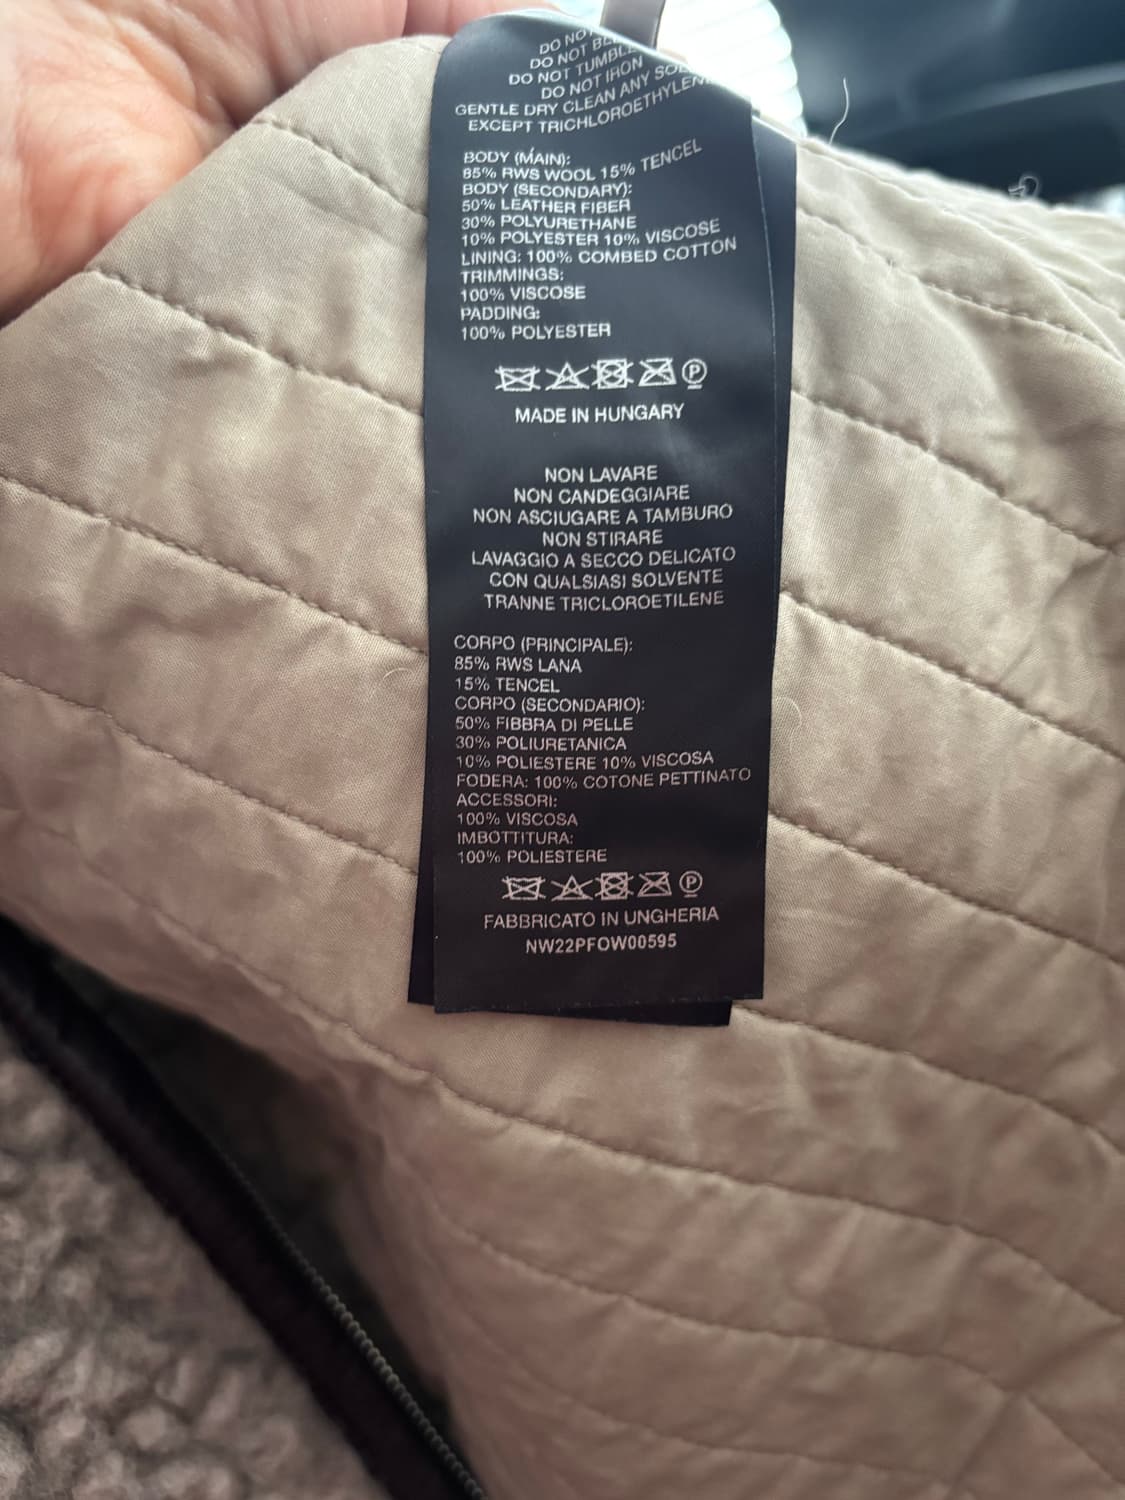 DO NOT
DO NOT
DO NOT TUMBLE
DO NOT IRON
GENTLE DRY CLEAN ANY
EXCEPT TRICHLOROETHYLENE
BODY (MAIN):
85% RWS WOOL 15% TENCEL
BODY (SECONDARY):
50% LEATHER FIBER
30% POLYURETHANE
10% POLYESTER 10% VISCOSE
LINING: 100% COMBED COTTON
TRIMMINGS:
100% VISCOSE
PADDING:
100% POLYESTER
P
MADE IN HUNGARY
NON LAVARE
NON CANDEGGIARE
NON ASCIUGARE A TAMBURO
NON STIRARE
LAVAGGIO A SECCO DELICATO
CON QUALSIASI SOLVENTE
TRANNE TRICLOROETILENE
CORPO (PRINCIPALE):
85% RWS LANA
15% TENCEL
CORPO (SECONDARIO):
50% FIBBRA DI PELLE
30% POLIURETANICA
10% POLIESTERE 10% VISCOSA
FODERA: 100% COTONE PETTINATO
ACCESSORI:
100% VISCOSA
IMBOTTITURA:
100% POLIESTERE
P
FABBRICATO IN UNGHERIA
NW22PFOW00595